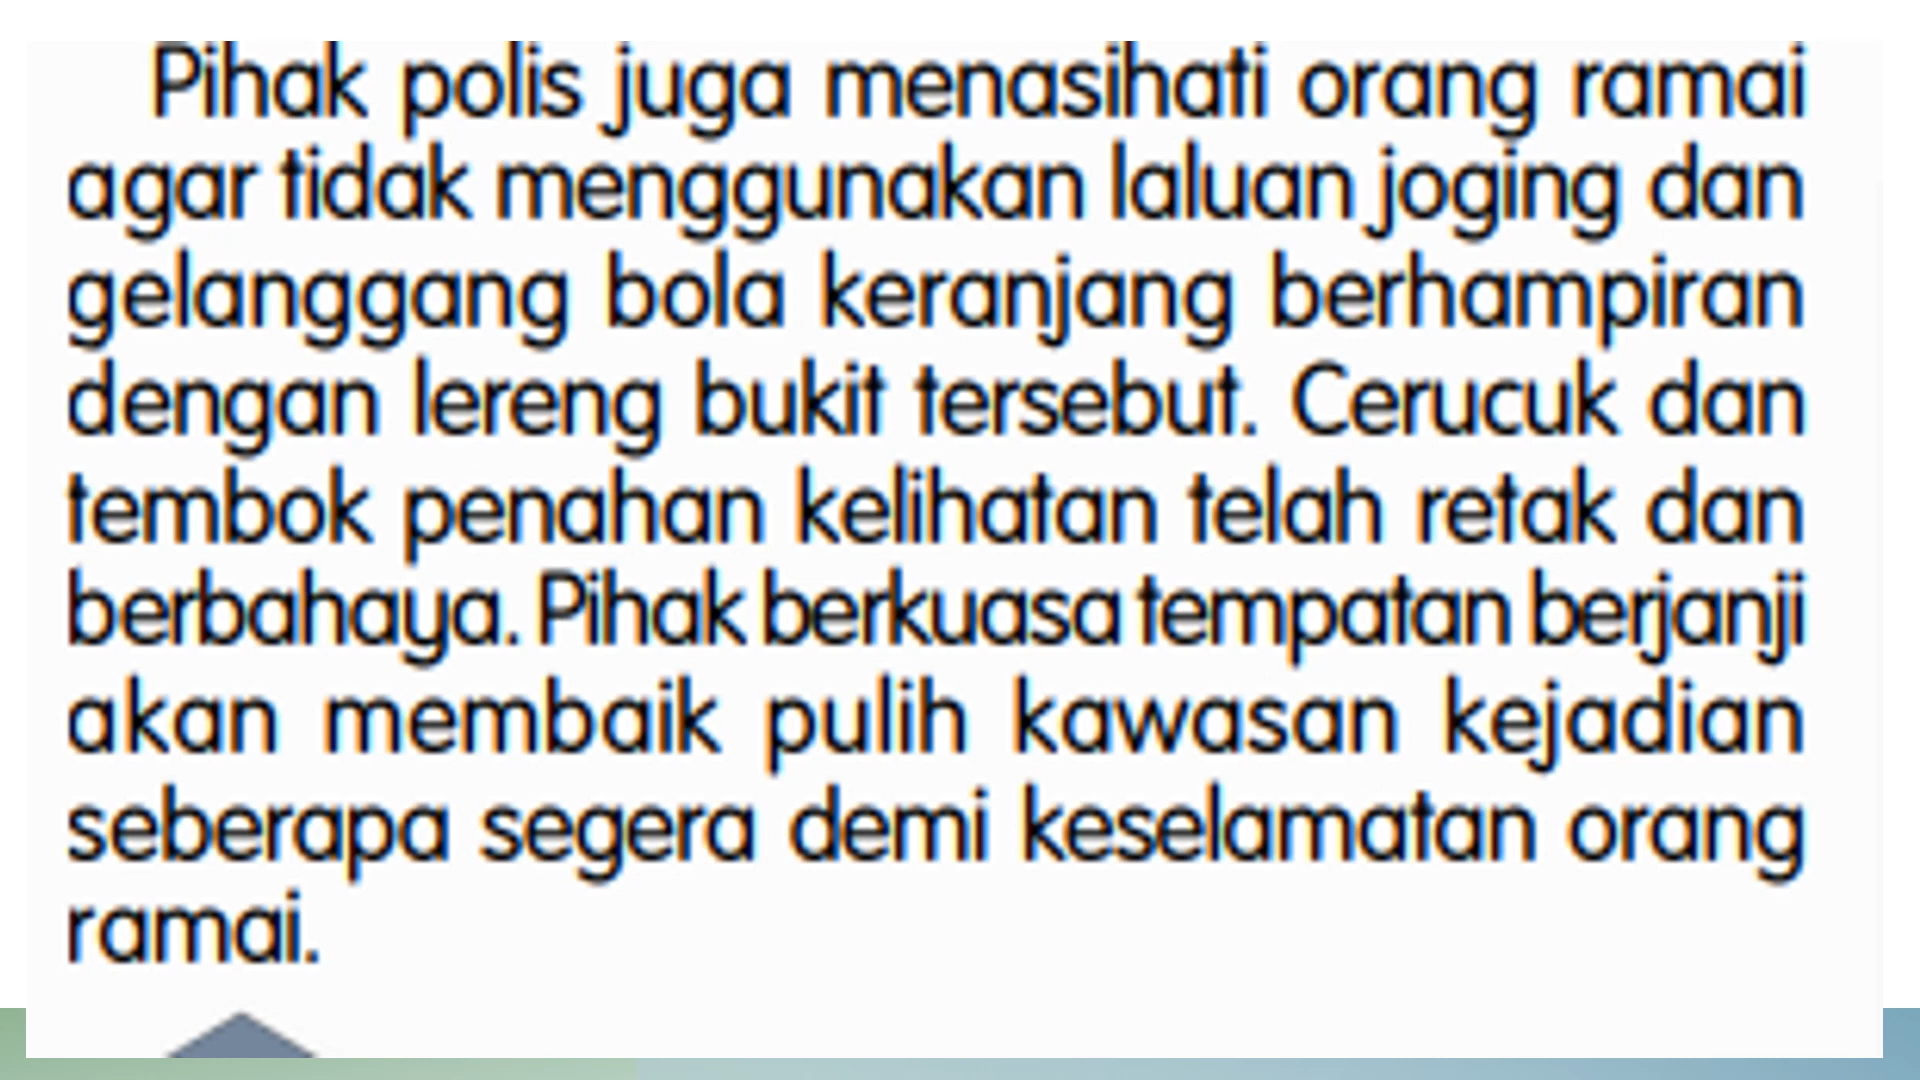 Pihak polis juga menasihati orang ramai
agar tidak menggunakan laluan joging dan
gelanggang bola keranjang berhampiran
dengan lereng bukit tersebut. Cerucuk dan
tembok penahan kelihatan telah retak dan
berbahaya. Pihak berkuasa tempatan berjanji
akan membaik pulih kawasan kejadian
seberapa segera demi keselamatan orang
ramai.